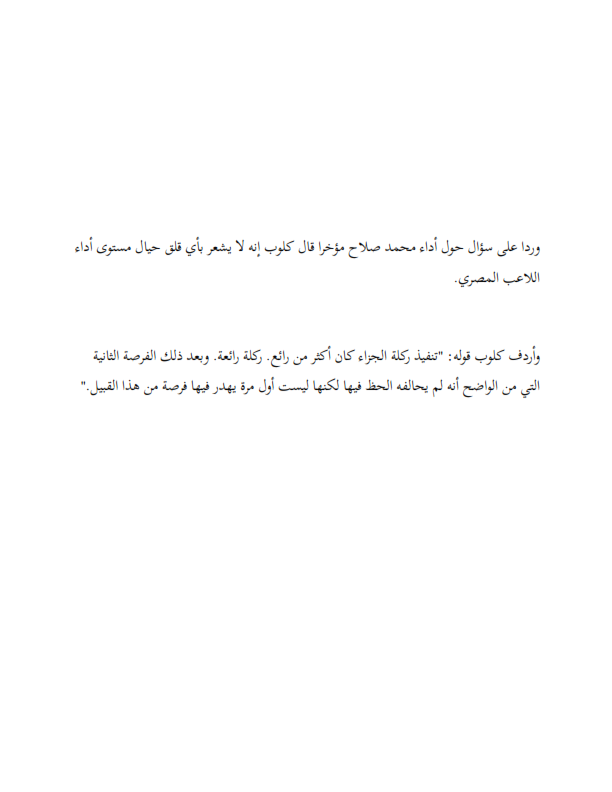 وردا على سؤال حول أداء محمد صلاح مؤخرا قال كلوب إنه لا يشعر بأي قلق حيال مستوى أداء
اللاعب المصري.
وأردف كلوب قوله: "تنفيذ ركلة الجزاء كان أكثر من رائع. ركلة رائعة. وبعد ذلك الفرصة الثانية
التي من الواضح أنه لم يحالفه الحظ فيها لكنها ليست أول مرة يهدر فيها فرصة من هذا القبيل."